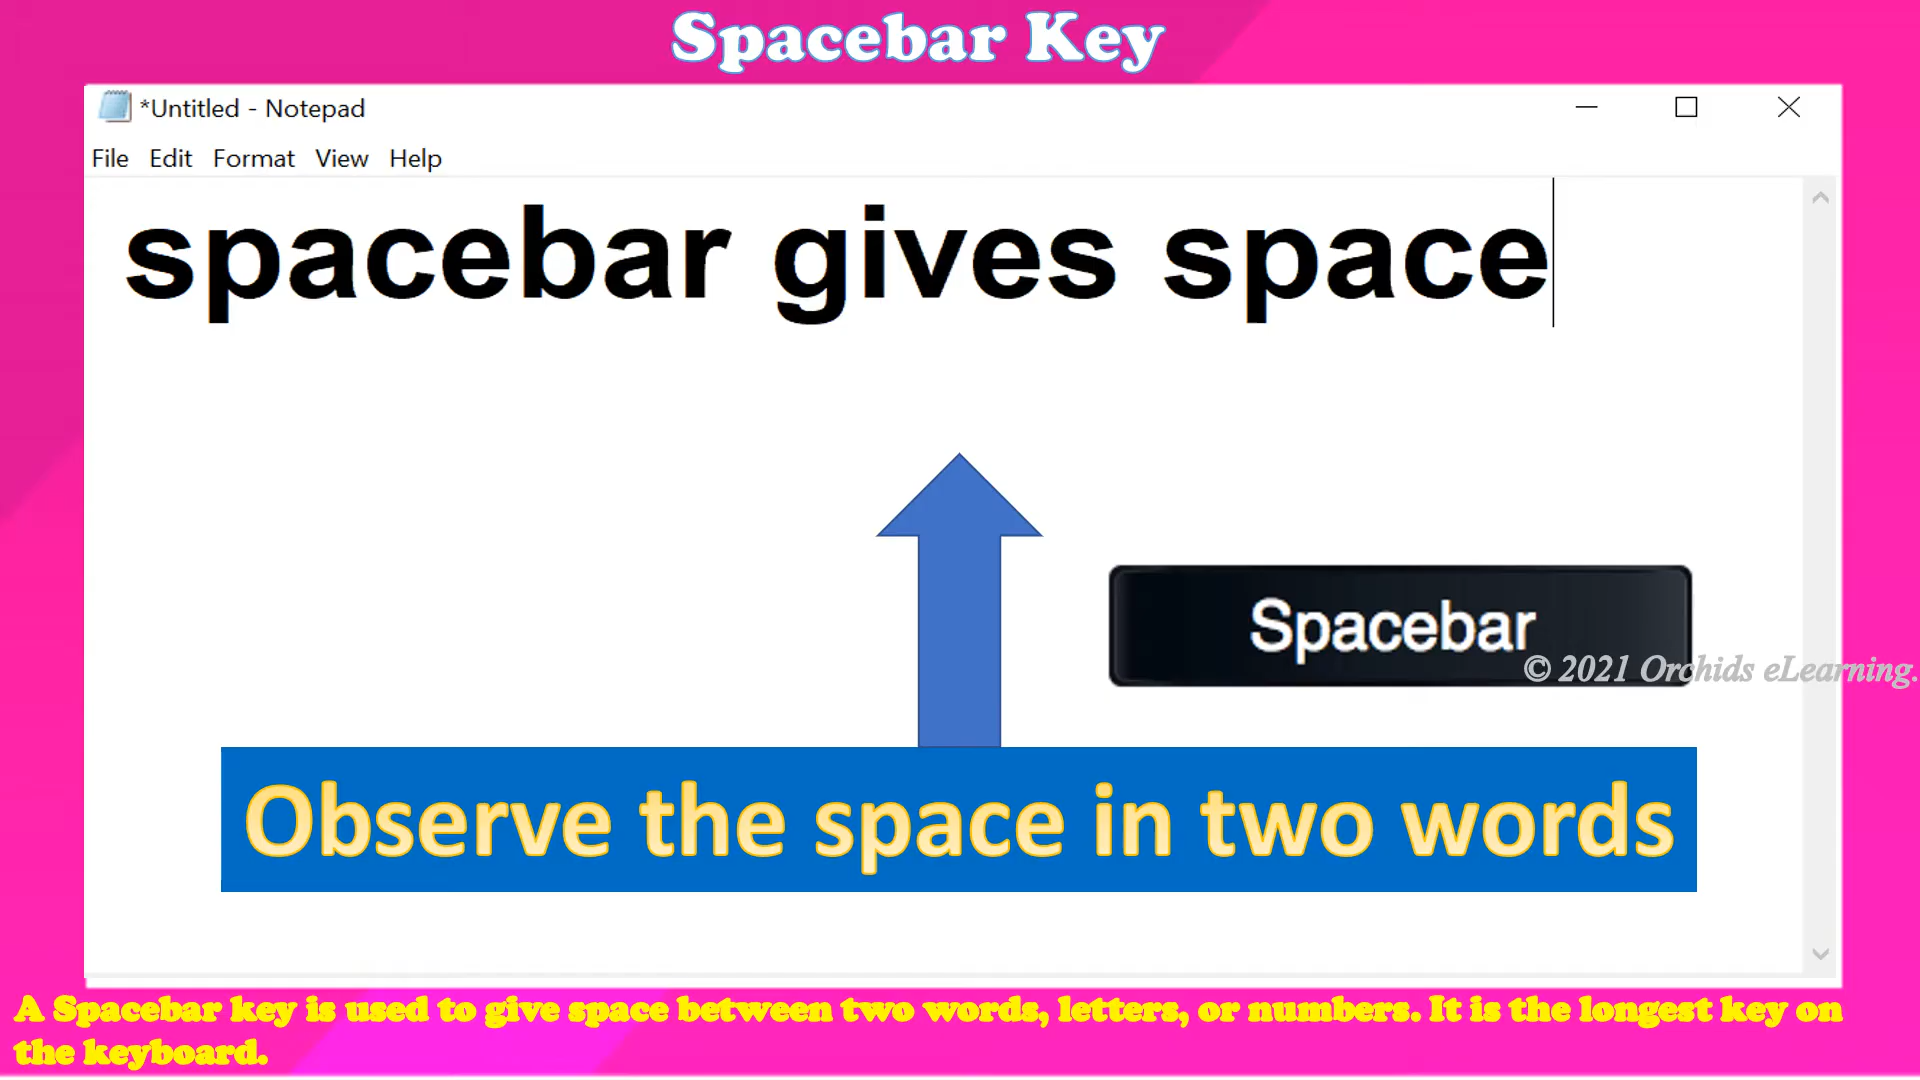 Spacebar Key
*Untitled - Notepad
File Edit Format View Help
spacebar gives space
Spacebar
© 2021 Orchids eLearning.
Observe the space in two words
A Spacebar key is used to give space between two words, letters, or numbers. It is the longest key on
the keyboard.